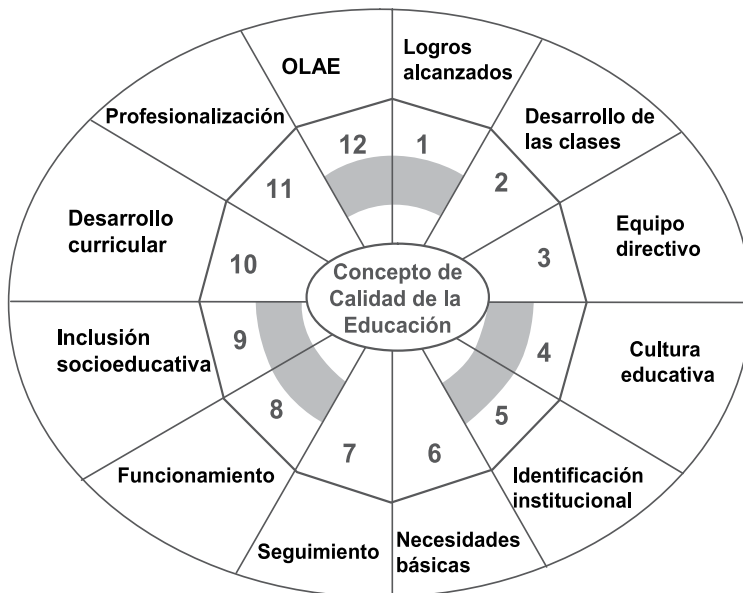 OLAE
Logros
alcanzados
Profesionalización
Desarrollo de
las clases
Desarrollo
curricular
Equipo
directivo
Inclusión
socioeducativa
Cultura
educativa
Funcionamiento
Identificación
institucional
Seguimiento
Necesidades
básicas
12
1
11
2
10
3
9
4
8
5
7
6
Concepto de
Calidad de la
Educación